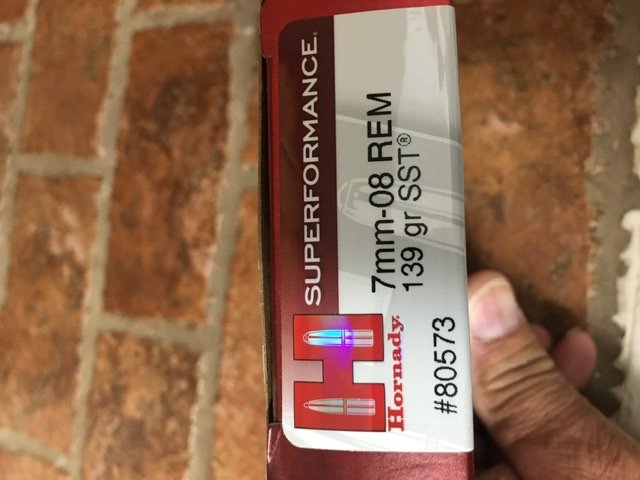 SUPERFORMANCE.
7mm-08 REM
139 gr SST®
H
Hornady.
#80573